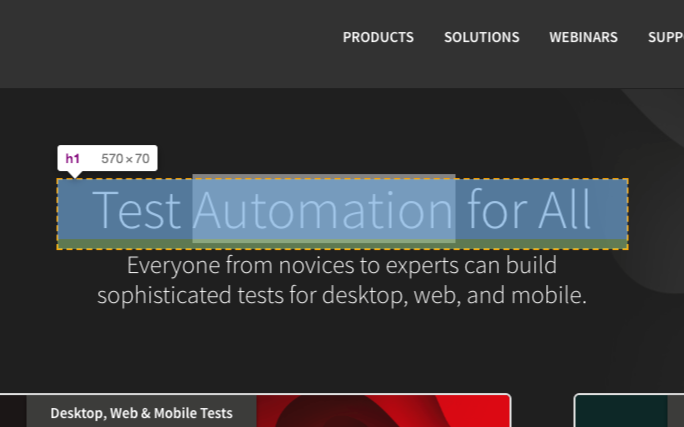 PRODUCTS SOLUTIONS WEBINARS
h1 570 × 70
Test Automation for All
Everyone from novices to experts can build
sophisticated tests for desktop, web, and mobile.
Desktop, Web & Mobile Tests